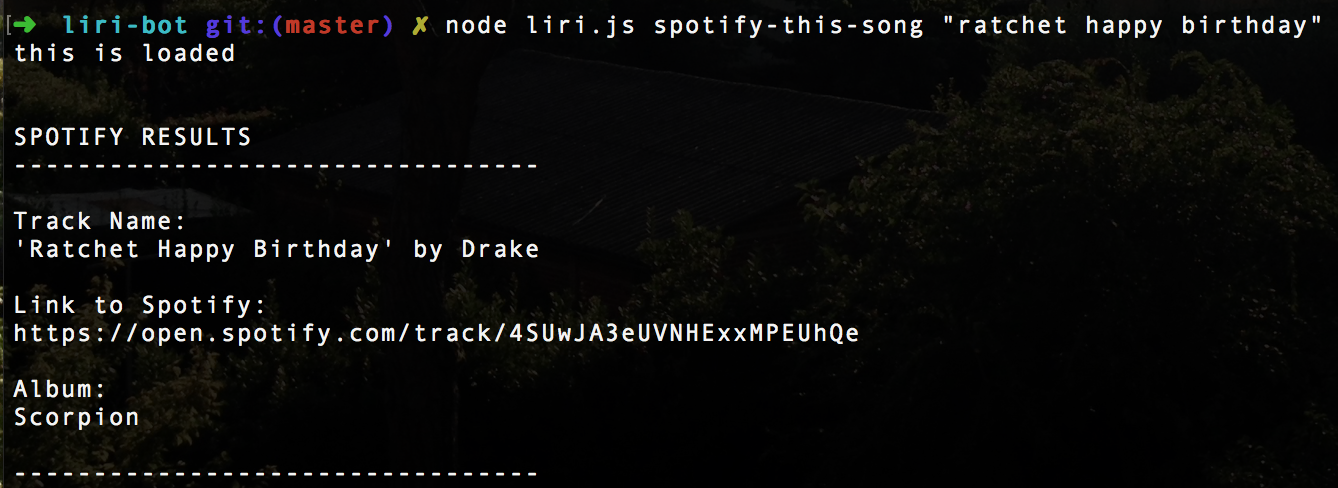 [➜ liri-bot git:(master) ✗ node liri.js spotify-this-song "ratchet happy birthday"
this is loaded
SPOTIFY RESULTS
---------------------------------
Track Name:
'Ratchet Happy Birthday' by Drake
Link to Spotify:
https://open.spotify.com/track/4SUwJA3eUVNHExxMPEUhQe
Album:
Scorpion
---------------------------------